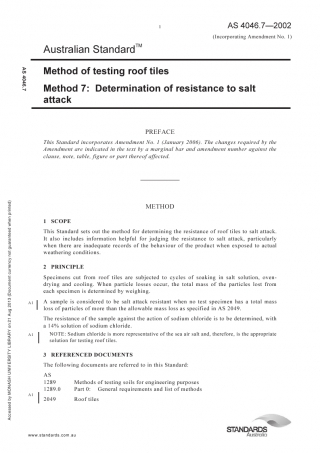 1
AS 4046.7—2002
(Incorporating Amendment No. 1)
Australian Standard™
AS 4046.7
Method of testing roof tiles
Method 7: Determination of resistance to salt
attack
PREFACE
This Standard incorporates Amendment No. 1 (January 2006). The changes required by the
Amendment are indicated in the text by a marginal bar and amendment number against the
clause, note, table, figure or part thereof affected.
METHOD
1 SCOPE
This Standard sets out the method for determining the resistance of roof tiles to salt attack.
It also includes information helpful for judging the resistance to salt attack, particularly
when there are inadequate records of the behaviour of the product when exposed to actual
weathering conditions.
2 PRINCIPLE
Specimens cut from roof tiles are subjected to cycles of soaking in salt solution, oven-
drying and cooling. When particle losses occur, the total mass of the particles lost from
each specimen is determined by weighing.
A1
A sample is considered to be salt attack resistant when no test specimen has a total mass
loss of particles of more than the allowable mass loss as specified in AS 2049.
The resistance of the sample against the action of sodium chloride is to be determined, with
a 14% solution of sodium chloride.
A1
NOTE: Sodium chloride is more representative of the sea air salt and, therefore, is the appropriate
solution for testing roof tiles.
3 REFERENCED DOCUMENTS
The following documents are referred to in this Standard:
AS
1289 Methods of testing soils for engineering purposes
1289.0 Part 0: General requirements and list of methods
A1
2049 Roof tiles
Accessed by MONASH UNIVERSITY LIBRARY on 21 Aug 2012 (Document currency not guaranteed when printed)
www.standards.com.au
STANDARDS
Australia